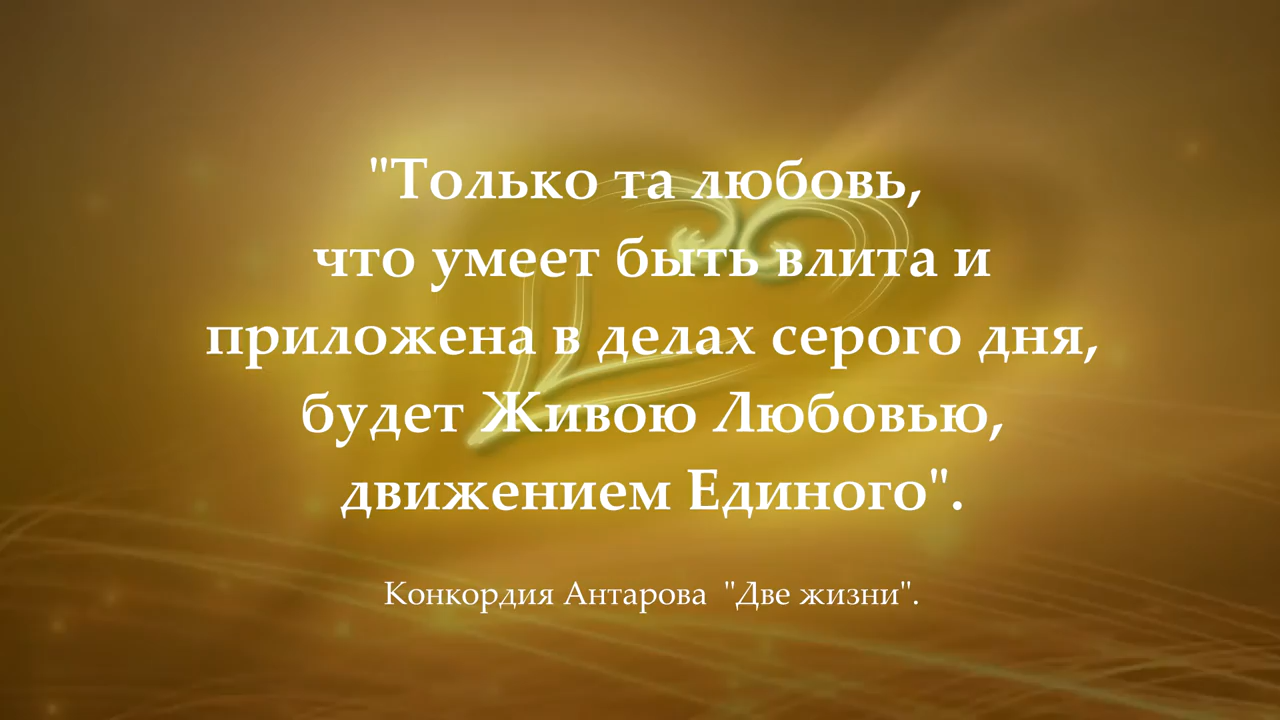 "Только та любовь,
что умеет быть влита и
приложена в делах серого дня,
будет Живою Любовью,
движением Единого".
Конкордия Антарова "Две жизни".